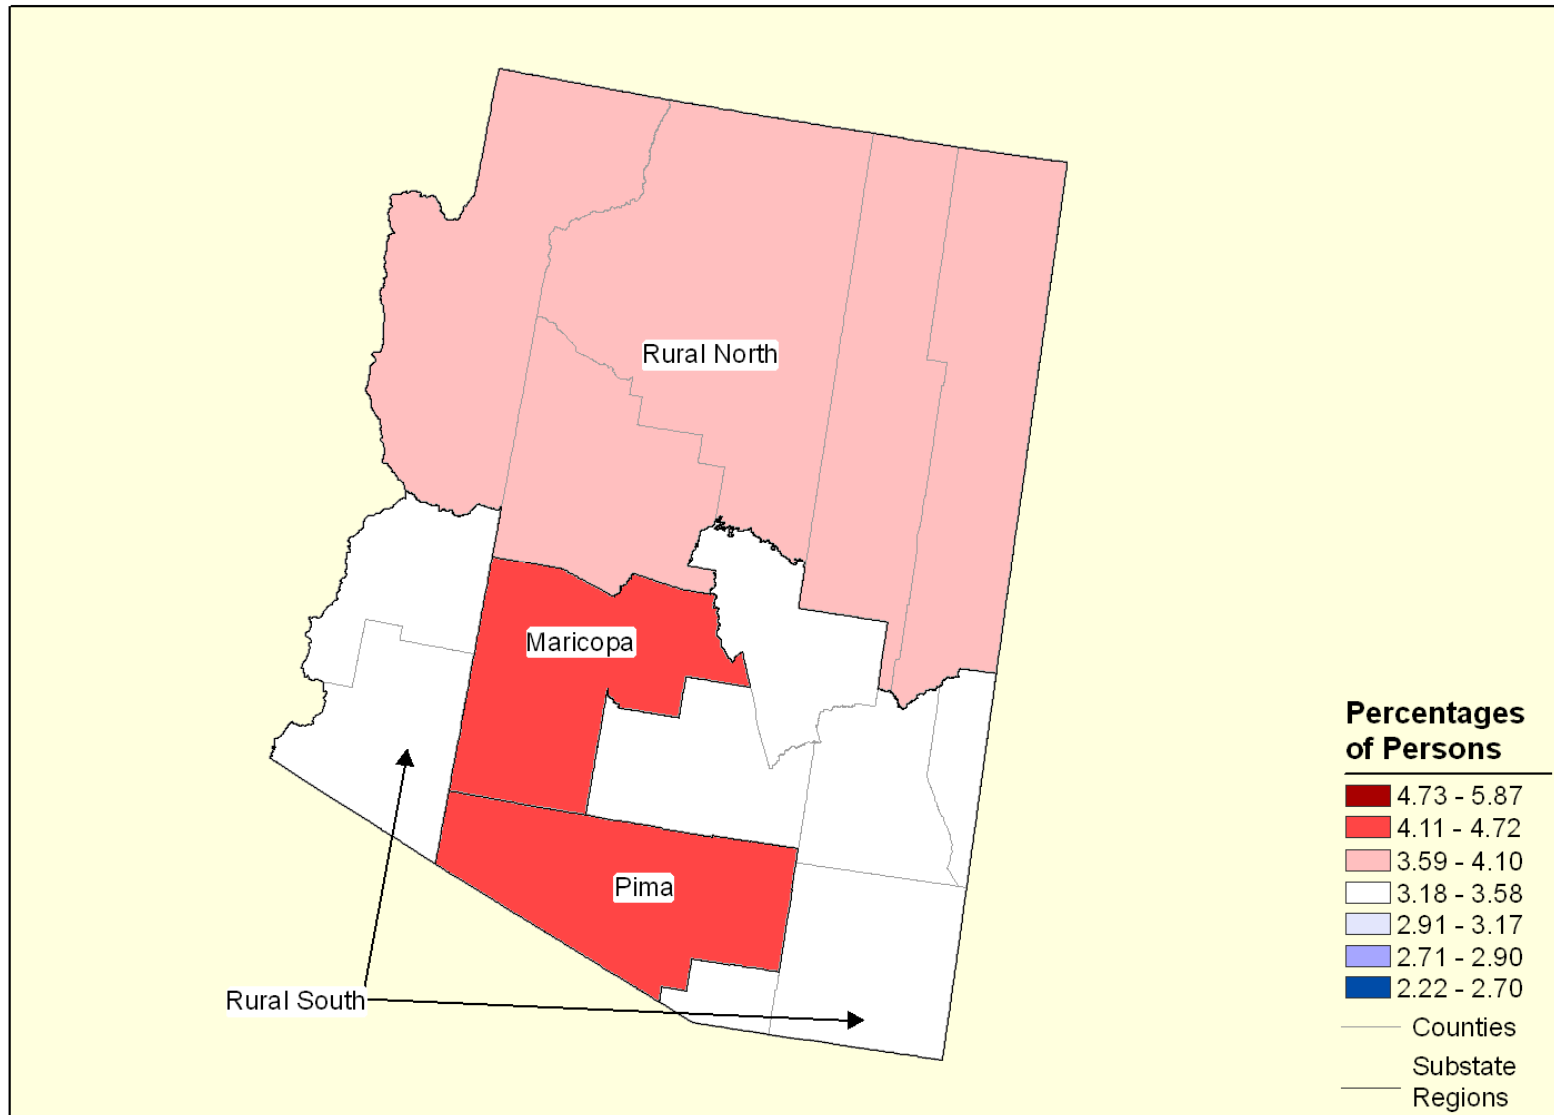 Rural North
Maricopa
Pima
Rural South
Percentages
of Persons
4.73 - 5.87
4.11 - 4.72
3.59 - 4.10
3.18 - 3.58
2.91 - 3.17
2.71 - 2.90
2.22 - 2.70
Counties
Substate
Regions